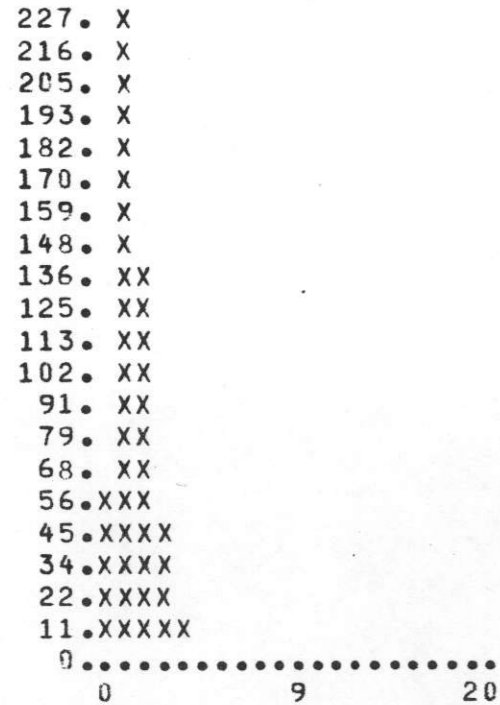 227. X
216. X
205. X
193. X
182. X
170. X
159. X
148. X
136. XX
125. XX
113. XX
102. XX
91. XX
79. XX
68. XX
56.XXX
45.XXXX
34.XXXX
22.XXXX
11.XXXXX
0.....................
0 9 20